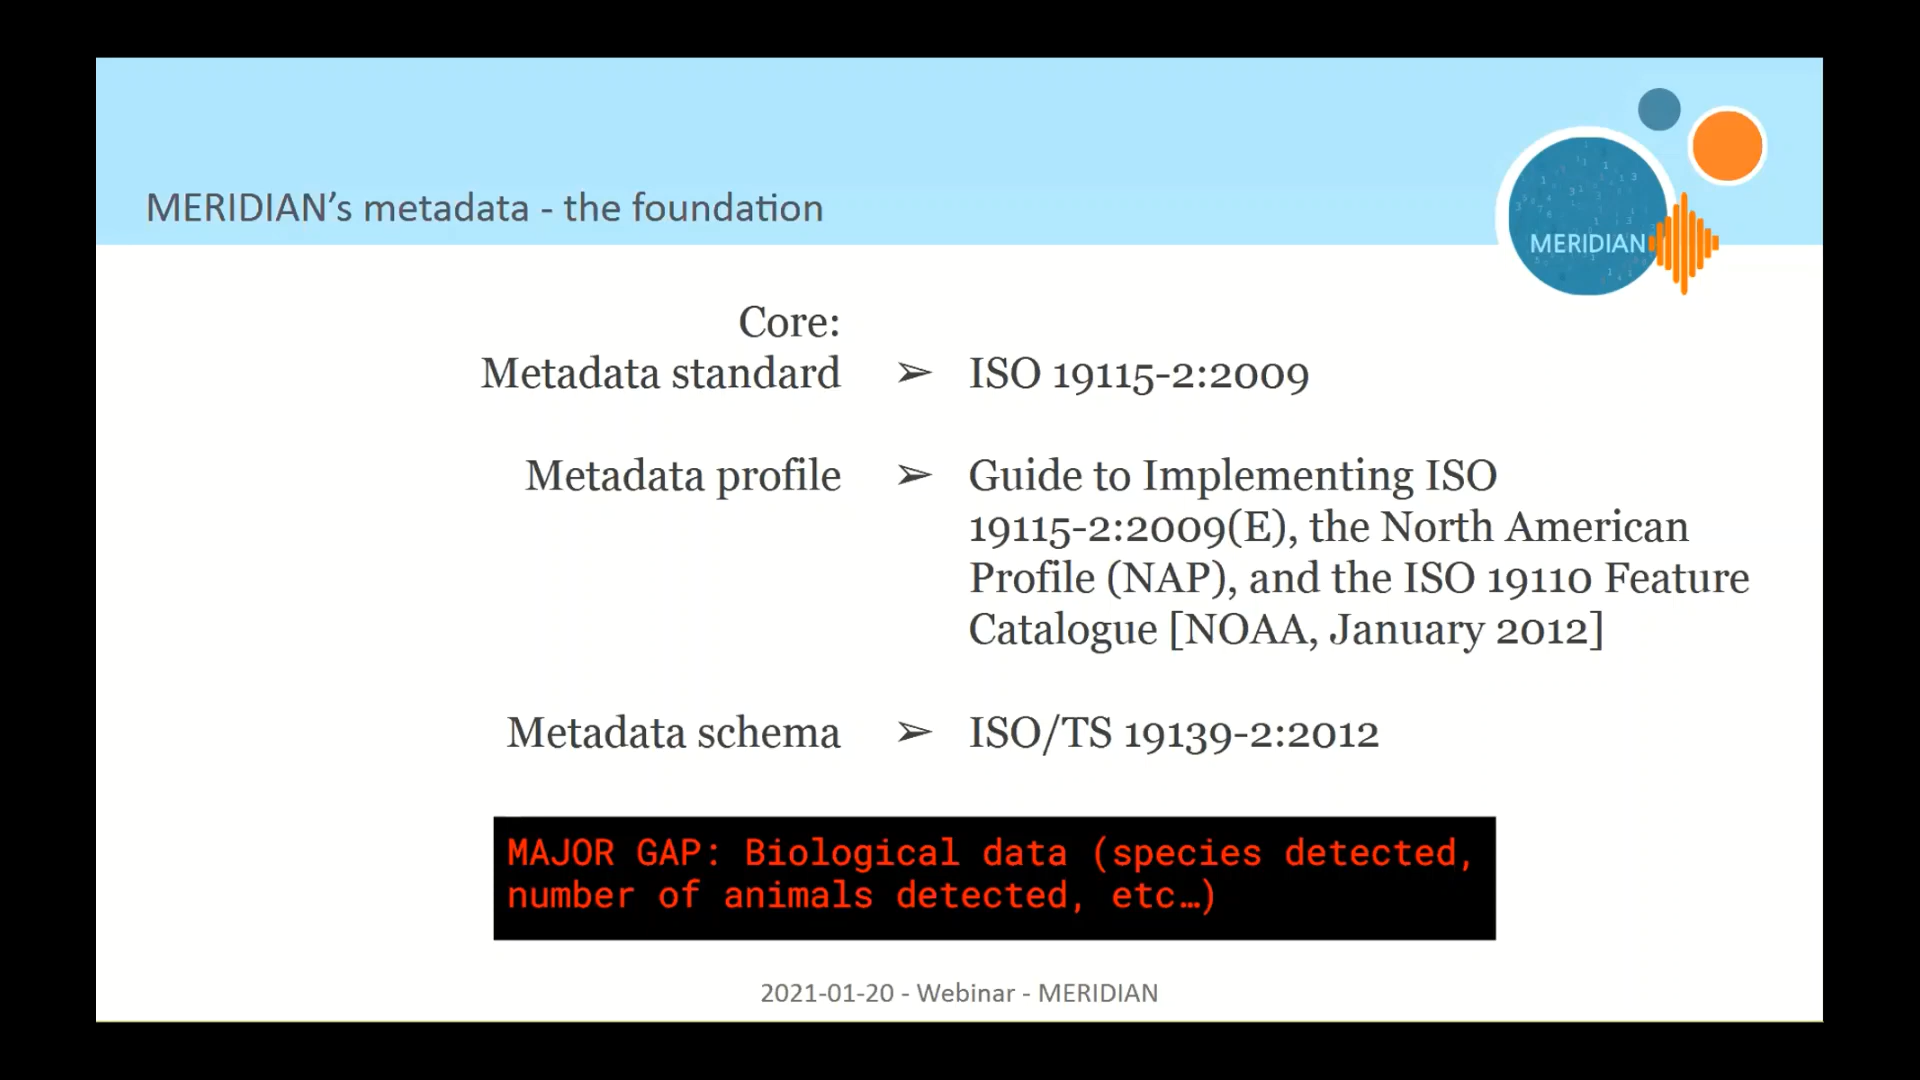 MERIDIAN’s metadata - the foundation
MERIDIAN
Core:
Metadata standard ➢ ISO 19115-2:2009
Metadata profile ➢ Guide to Implementing ISO
19115-2:2009(E), the North American
Profile (NAP), and the ISO 19110 Feature
Catalogue [NOAA, January 2012]
Metadata schema ➢ ISO/TS 19139-2:2012
MAJOR GAP: Biological data (species detected,
number of animals detected, etc…)
2021-01-20 - Webinar - MERIDIAN